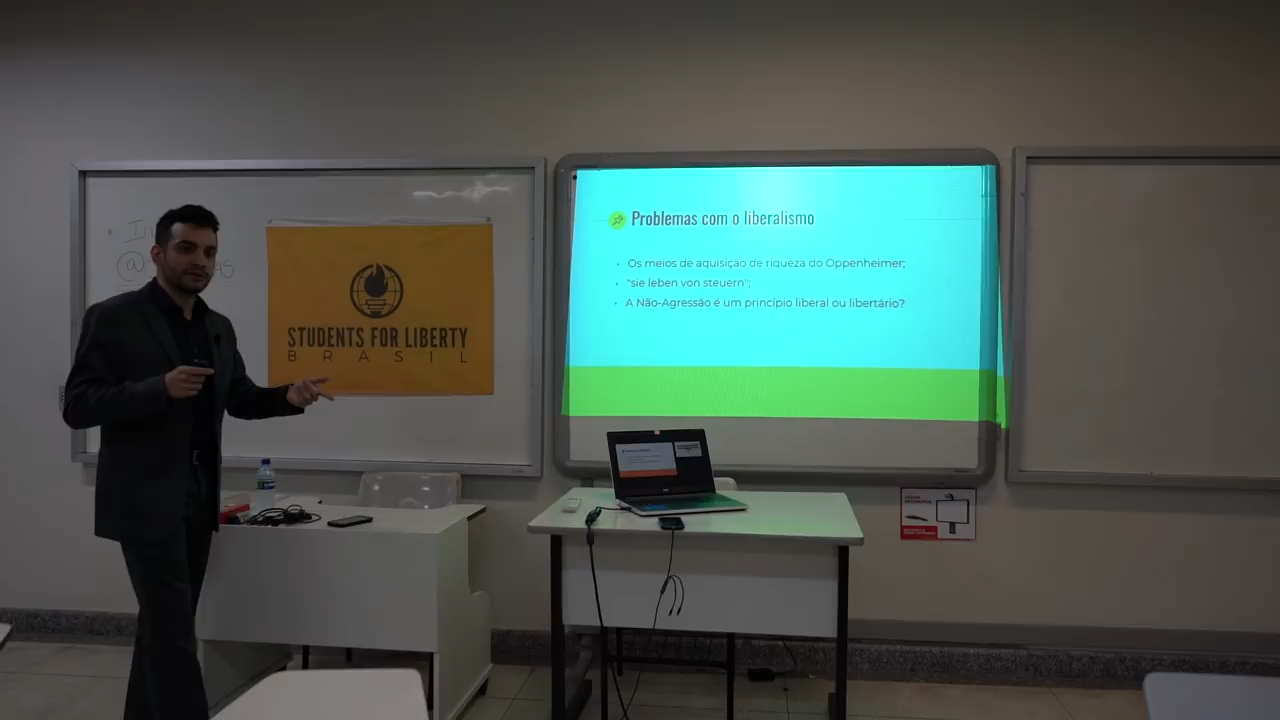 @
STUDENTS FOR LIBERTY
BRASIL
Problemas com o liberalismo
Os meios de aquisição de riqueza do Oppenheimer;
"sie leben von steuern";
A Não-Agressão é um princípio liberal ou libertário?